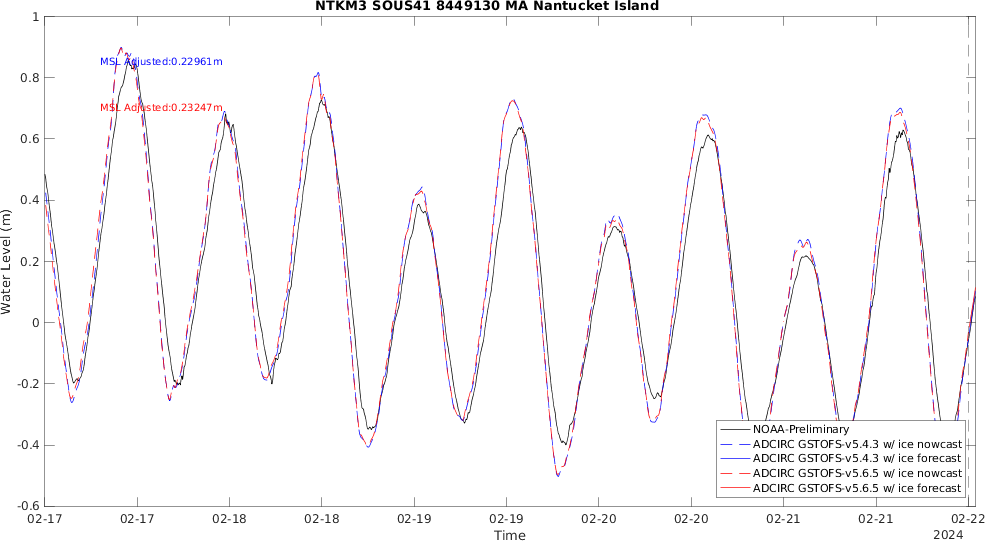 NTKM3 SOUS41 8449130 MA Nantucket Island
1
0.8
0.6
0.4
0.2
0
-0.2
-0.4
-0.6
Water Level (m)
MSL Adjusted:0.22961m
MSL Adjusted:0.23247m
NOAA-Preliminary
ADCIRC GSTOFS-v5.4.3 w/ ice nowcast
ADCIRC GSTOFS-v5.4.3 w/ ice forecast
ADCIRC GSTOFS-v5.6.5 w/ ice nowcast
ADCIRC GSTOFS-v5.6.5 w/ ice forecast
02-17 02-17 02-18 02-18 02-19 02-19 02-20 02-20 02-21 02-21 02-22
Time
2024